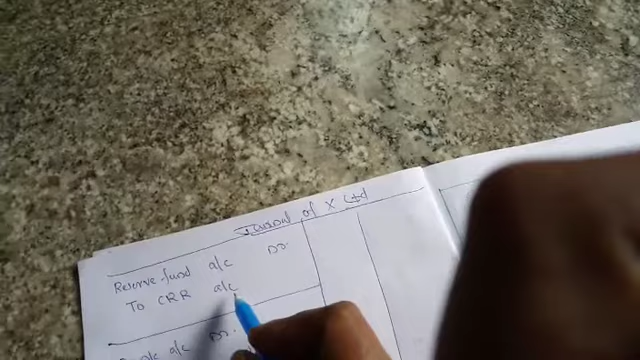 Journal of X Ltd
Reserve fund a/c Dr.
To CRR a/c
a/c Dr.